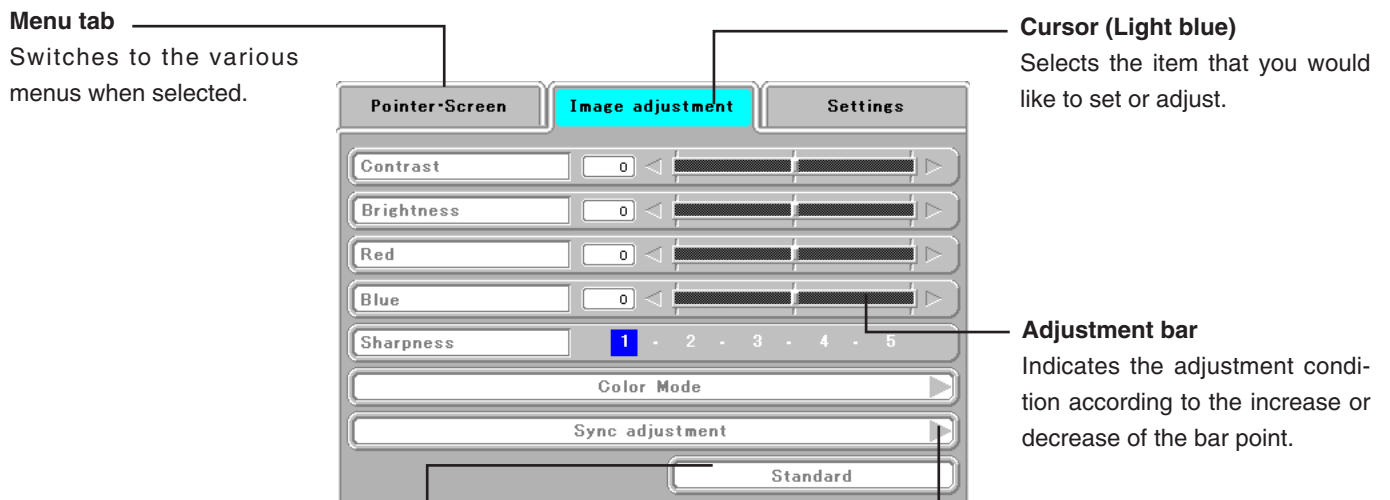 Menu tab
Switches to the various
menus when selected.
Cursor (Light blue)
Selects the item that you would
like to set or adjust.
Pointer·Screen
Image adjustment
Settings
Contrast 0
Brightness 0
Red 0
Blue 0
Sharpness 1 - 2 - 3 - 4 - 5
Color Mode
Sync adjustment
Standard
Adjustment bar
Indicates the adjustment condi-
tion according to the increase or
decrease of the bar point.